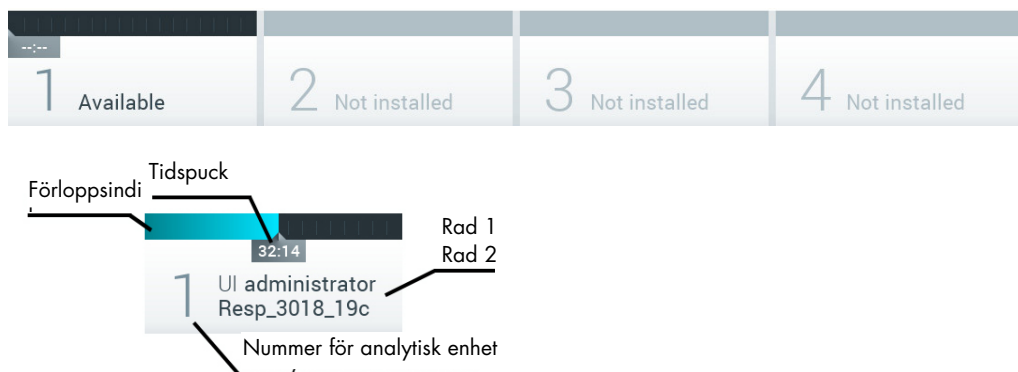 --:--
1 Available
2 Not installed
3 Not installed
4 Not installed
Tidspuck
Förloppsindi
Rad 1
32:14
Rad 2
1 UI administrator
Resp_3018_19c
Nummer för analytisk enhet